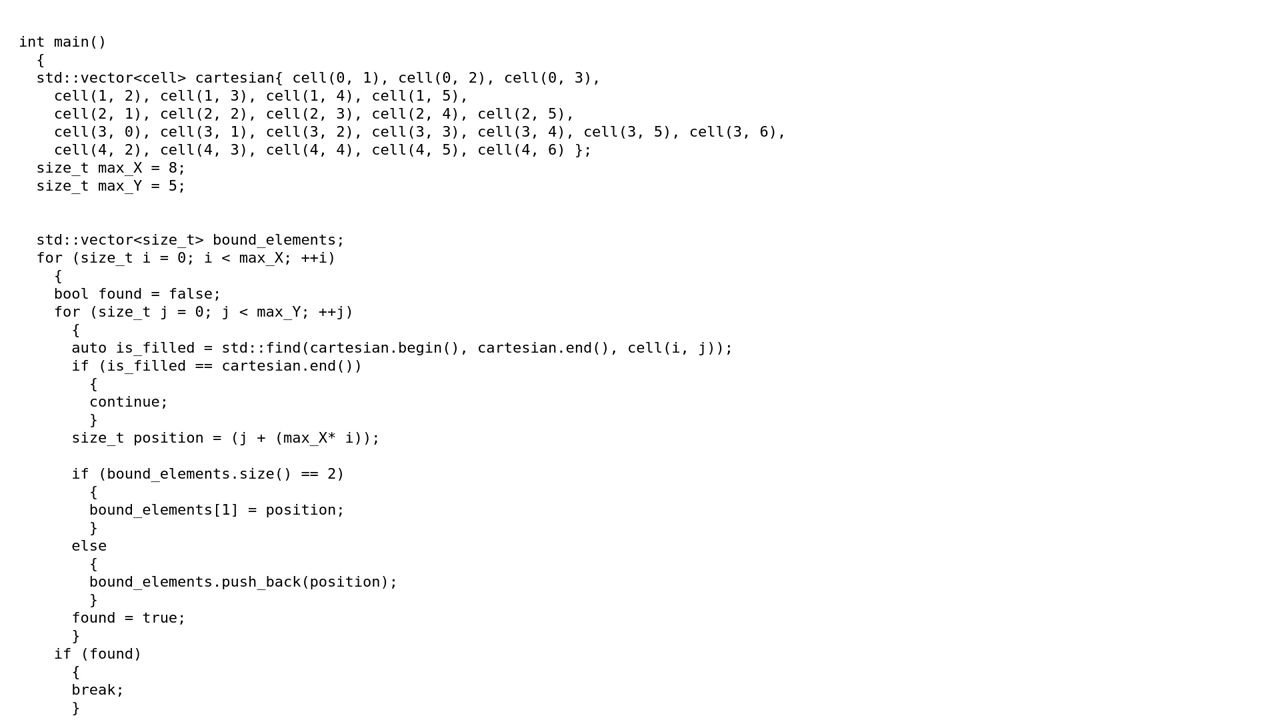 int main()
{
std::vector<cell> cartesian{ cell(0, 1), cell(0, 2), cell(0, 3),
cell(1, 2), cell(1, 3), cell(1, 4), cell(1, 5),
cell(2, 1), cell(2, 2), cell(2, 3), cell(2, 4), cell(2, 5),
cell(3, 0), cell(3, 1), cell(3, 2), cell(3, 3), cell(3, 4), cell(3, 5), cell(3, 6),
cell(4, 2), cell(4, 3), cell(4, 4), cell(4, 5), cell(4, 6) };
size_t max_X = 8;
size_t max_Y = 5;
std::vector<size_t> bound_elements;
for (size_t i = 0; i < max_X; ++i)
{
bool found = false;
for (size_t j = 0; j < max_Y; ++j)
{
auto is_filled = std::find(cartesian.begin(), cartesian.end(), cell(i, j));
if (is_filled == cartesian.end())
{
continue;
}
size_t position = (j + (max_X* i));
if (bound_elements.size() == 2)
{
bound_elements[1] = position;
}
else
{
bound_elements.push_back(position);
}
found = true;
}
if (found)
{
break;
}